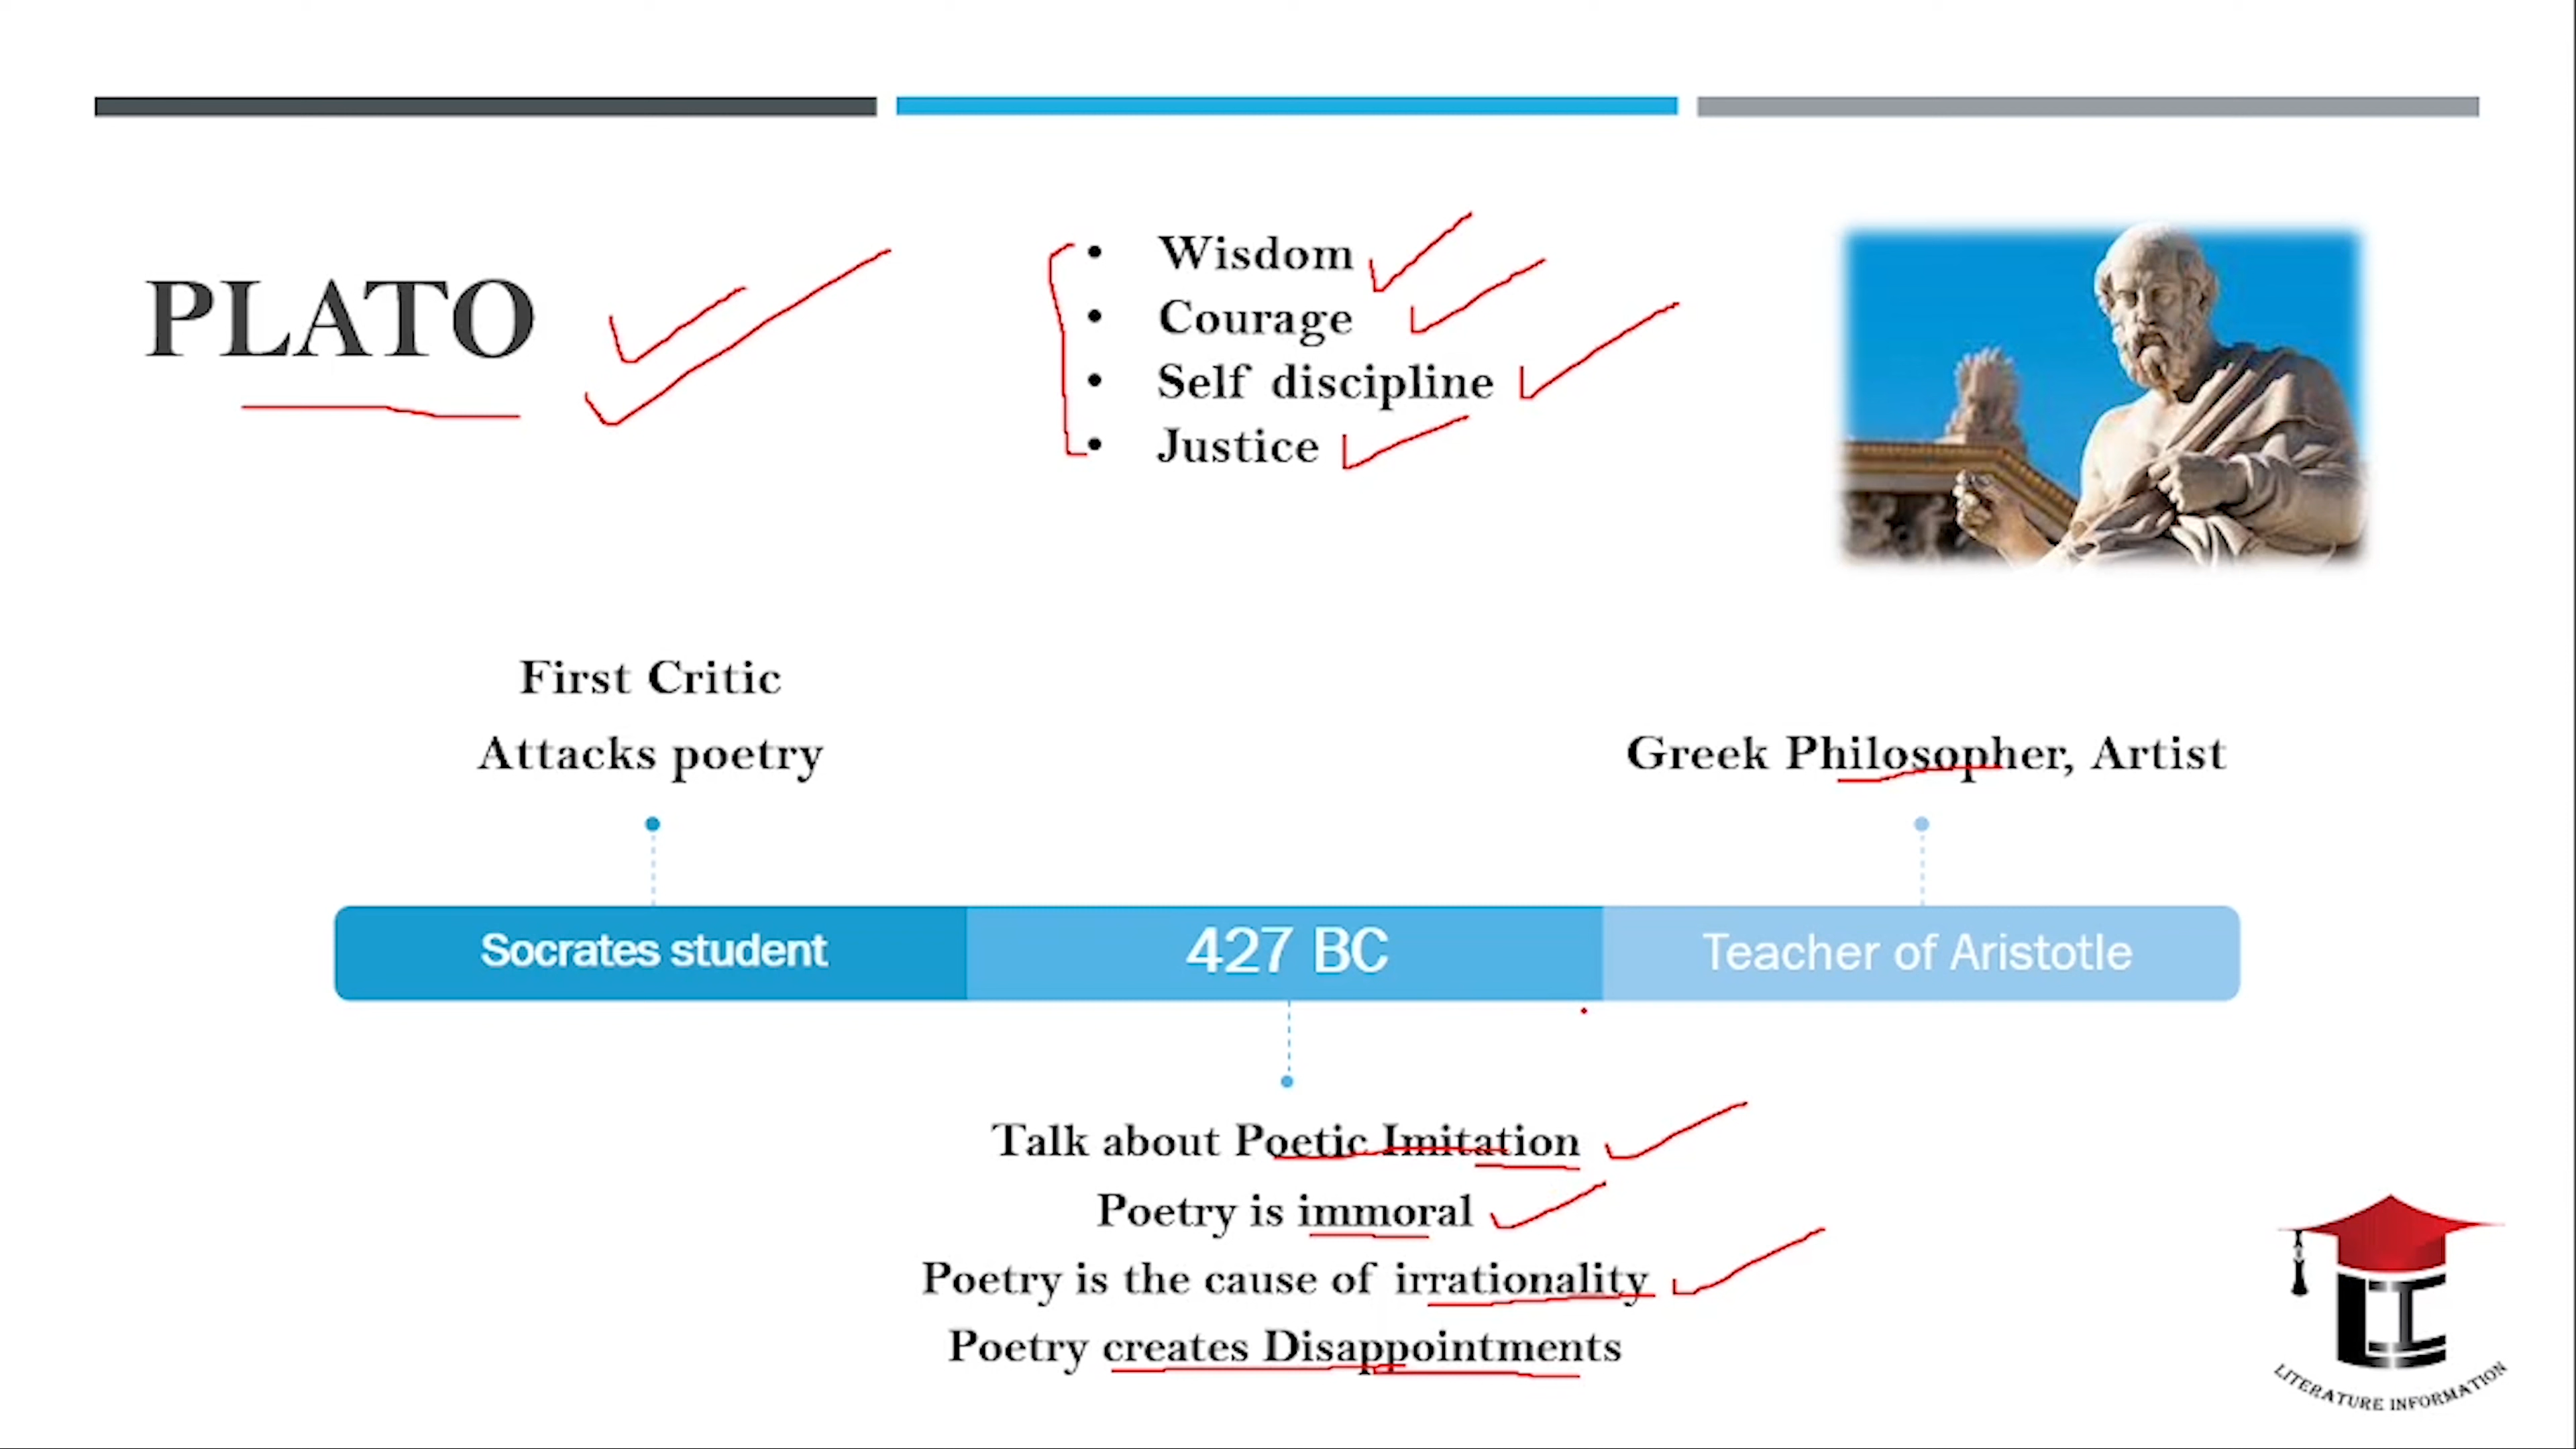 PLATO
• Wisdom
• Courage
• Self discipline
• Justice
First Critic
Attacks poetry
Greek Philosopher, Artist
Socrates student
427 BC
Teacher of Aristotle
Talk about Poetic Imitation
Poetry is immoral
Poetry is the cause of irrationality
Poetry creates Disappointments
LI
LITERATURE INFORMATION